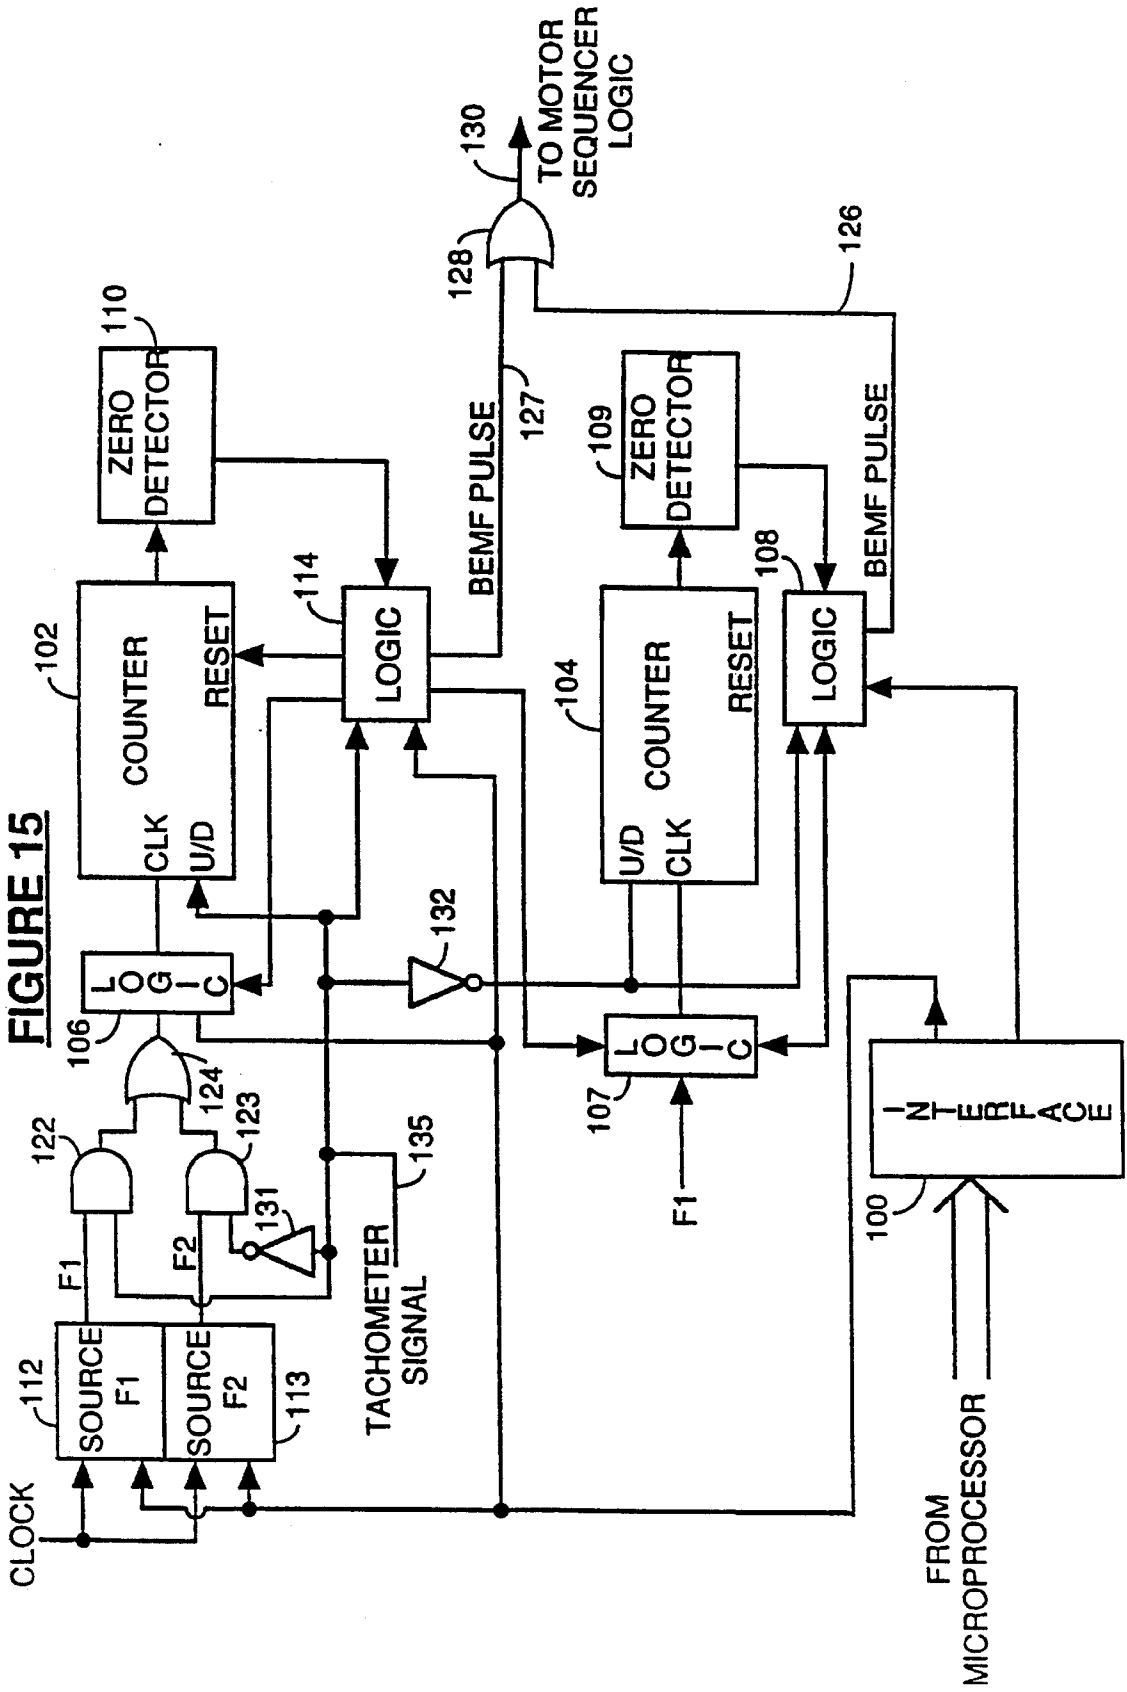 FIGURE 15
CLOCK
112
SOURCE
F1
SOURCE
F2
113
F1
F2
122
123
131
124
106
LOGIC
102
COUNTER
CLK
U/D
RESET
110
ZERO
DETECTOR
TACHOMETER
SIGNAL
135
132
114
LOGIC
BEMF PULSE
127
128
130
TO MOTOR
SEQUENCER
LOGIC
F1
107
LOGIC
104
COUNTER
U/D
CLK
RESET
109
ZERO
DETECTOR
108
LOGIC
BEMF PULSE
126
FROM
MICROPROCESSOR
100
INTERFACE